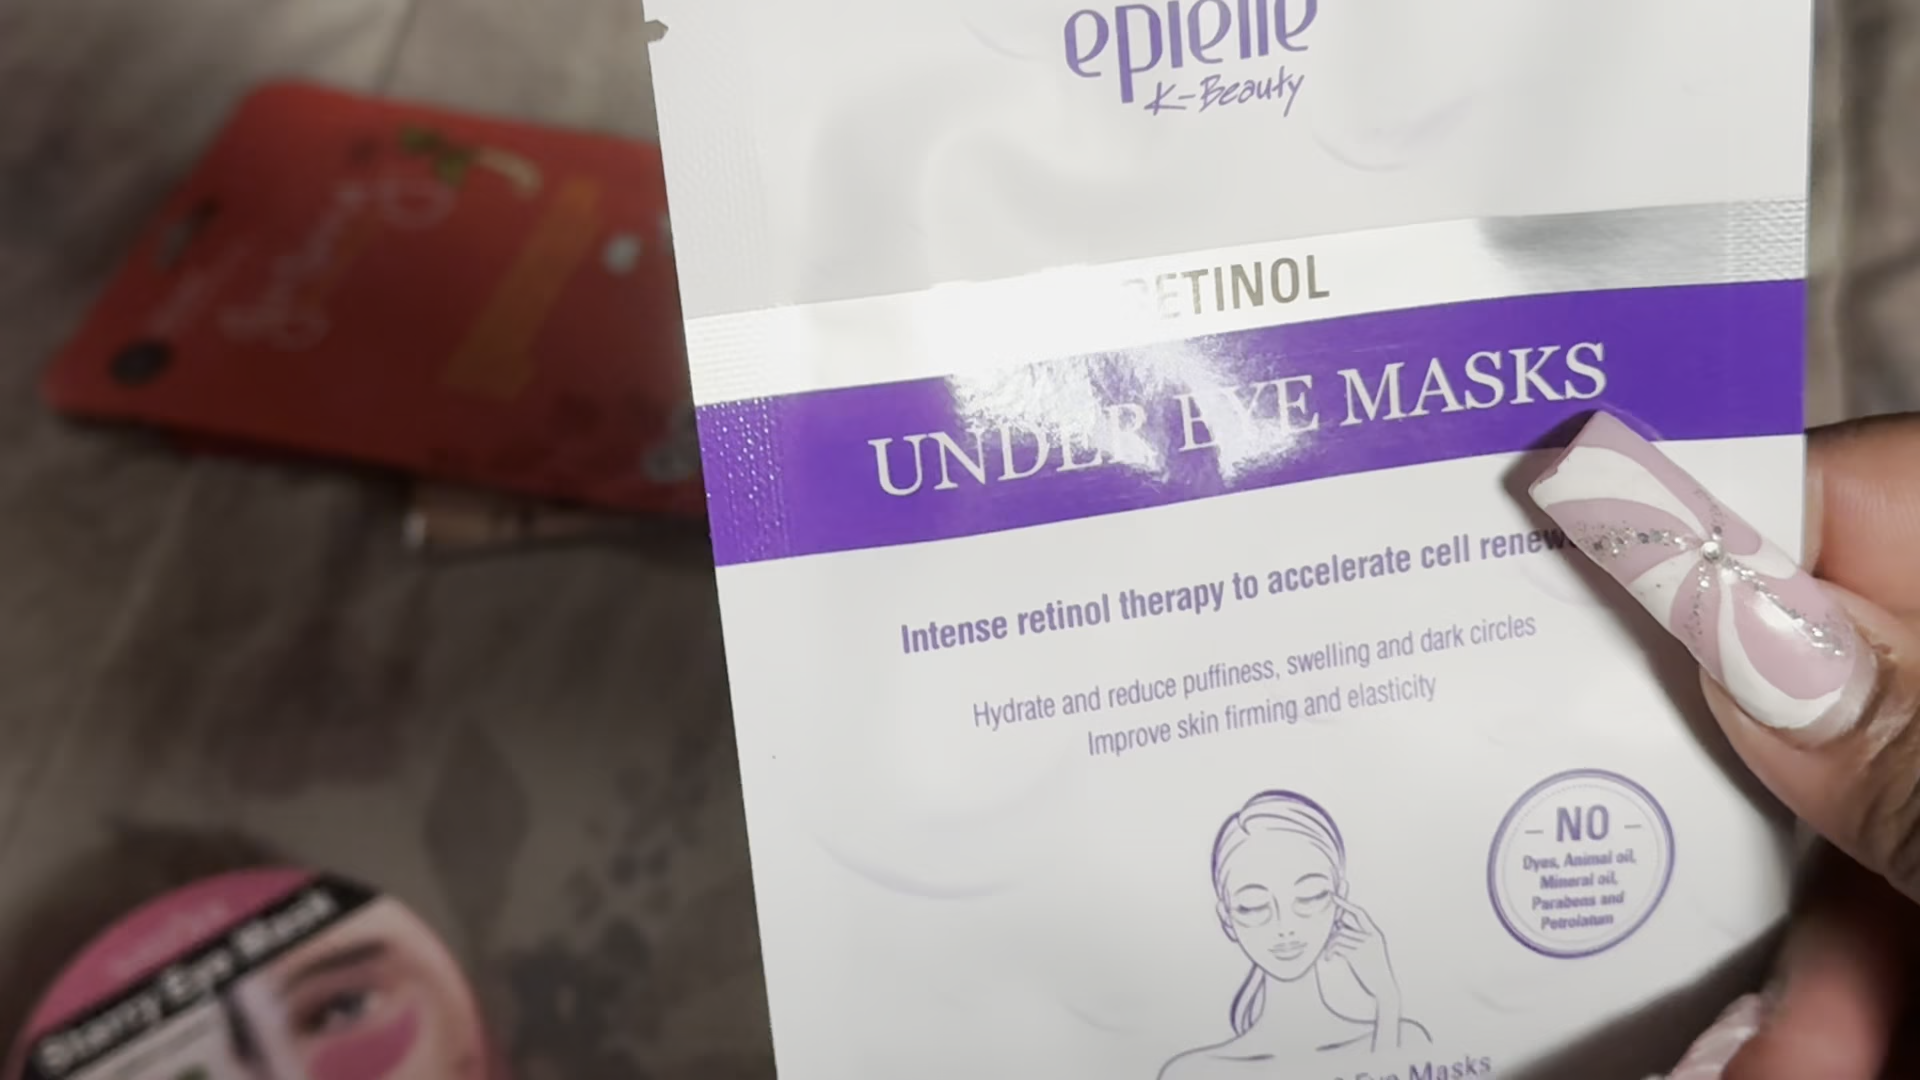 epielle
K-Beauty
RETINOL
UNDER EYE MASKS
Intense retinol therapy to accelerate cell
Hydrate and reduce puffiness, swelling and dark circles
Improve skin firming and elasticity
- NO -
Dyes, Animal oil,
Mineral oil,
Parabens and
Petrolatum
Eye Masks
Starry Eye Mask